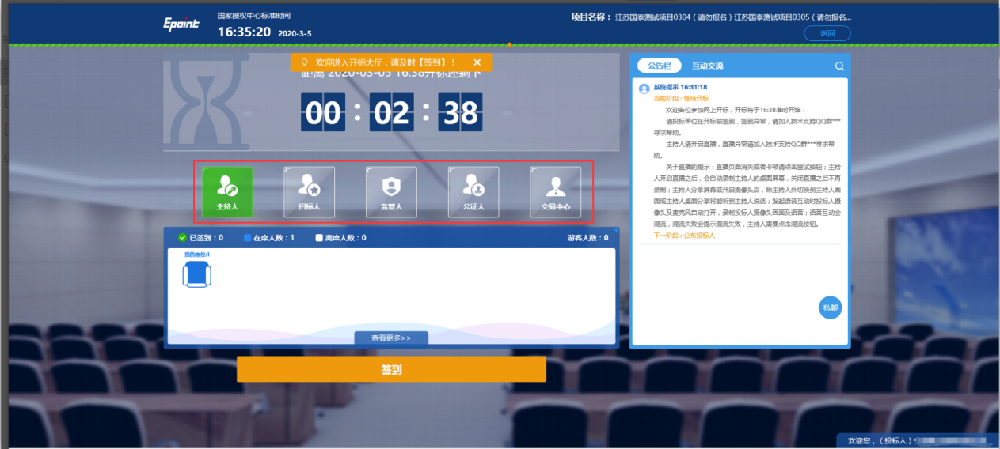 Epoint
国家授权中心标准时间
16:35:20 2020-3-5
项目名称：江苏国泰测试项目0304（请勿报名）江苏国泰测试项目0305（请勿报名...
返回
欢迎进入开标大厅，请及时【签到】！ ×
距离 2020-03-05 16:38开标还剩下
00 : 02 : 38
主持人 招标人 监管人 公证人 交易中心
已签到：0 在席人数：1 离席人数：0 游客人数：0
我的座位:1
查看更多>>
签到
公告栏 互动交流
系统提示 16:31:18
当前阶段：等待开标
欢迎各位参加网上开标，开标将于16:38准时开始！
请投标单位在开标前签到，签到异常，请加入技术支持QQ群***
寻求帮助。
主持人请开启直播，直播异常请加入技术支持QQ群***寻求帮
助。
关于直播的提示：直播页面消失或者卡顿请点击重试按钮；主持
人开启直播之后，会自动录制主持人的桌面屏幕，关闭直播之后不再
录制；主持人分享屏幕或开启摄像头后，除主持人外切换到主持人画
面或主持人桌面分享将能听到主持人说话；发起语音互动时投标人摄
像头及麦克风自动打开，录制投标人摄像头画面及语音；语音互动会
混流，混流失败会提示混流失败，主持人需要点击混流按钮。
下一阶段：公布投标人
私聊
欢迎您，（投标人）